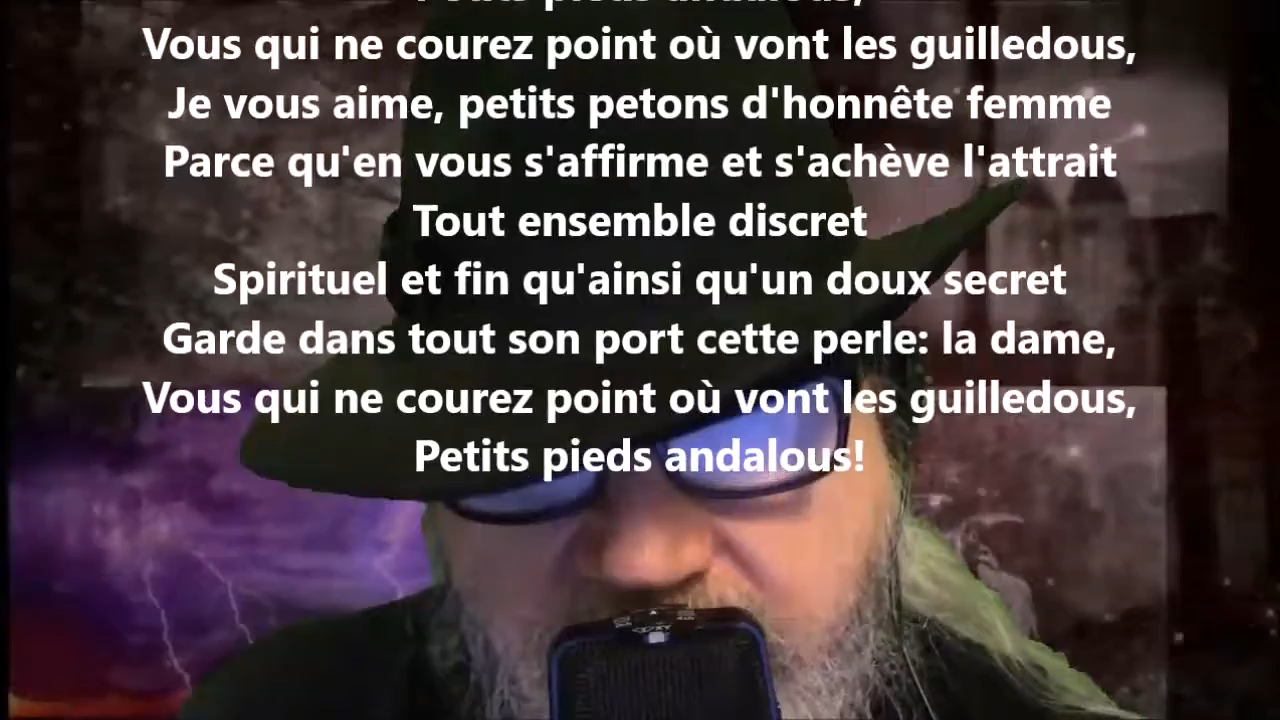 Petits pieds andalous,
Vous qui ne courez point où vont les guilledous,
Je vous aime, petits petons d'honnête femme
Parce qu'en vous s'affirme et s'achève l'attrait
Tout ensemble discret
Spirituel et fin qu'ainsi qu'un doux secret
Garde dans tout son port cette perle: la dame,
Vous qui ne courez point où vont les guilledous,
Petits pieds andalous!